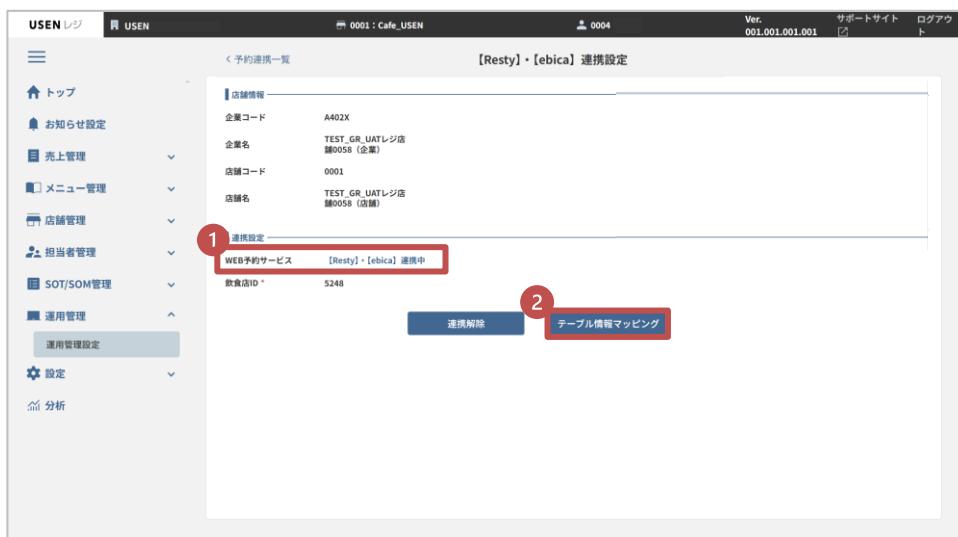 USENレジ
USEN
0001:Cafe_USEN
0004
Ver.
001.001.001.001
サポートサイト
ログアウ
ト
< 予約連携一覧
【Resty】・【ebica】連携設定
トップ
お知らせ設定
売上管理
メニュー管理
店舗管理
担当者管理
SOT/SOM管理
運用管理
運用管理設定
設定
分析
店舗情報
企業コード A402X
企業名 TEST_GR_UATレジ店
舗0058(企業)
店舗コード 0001
店舗名 TEST_GR_UATレジ店
舗0058(店舗)
1
連携設定
WEB予約サービス 【Resty】・【ebica】連携中
飲食店ID * 5248
2
連携解除
テーブル情報マッピング